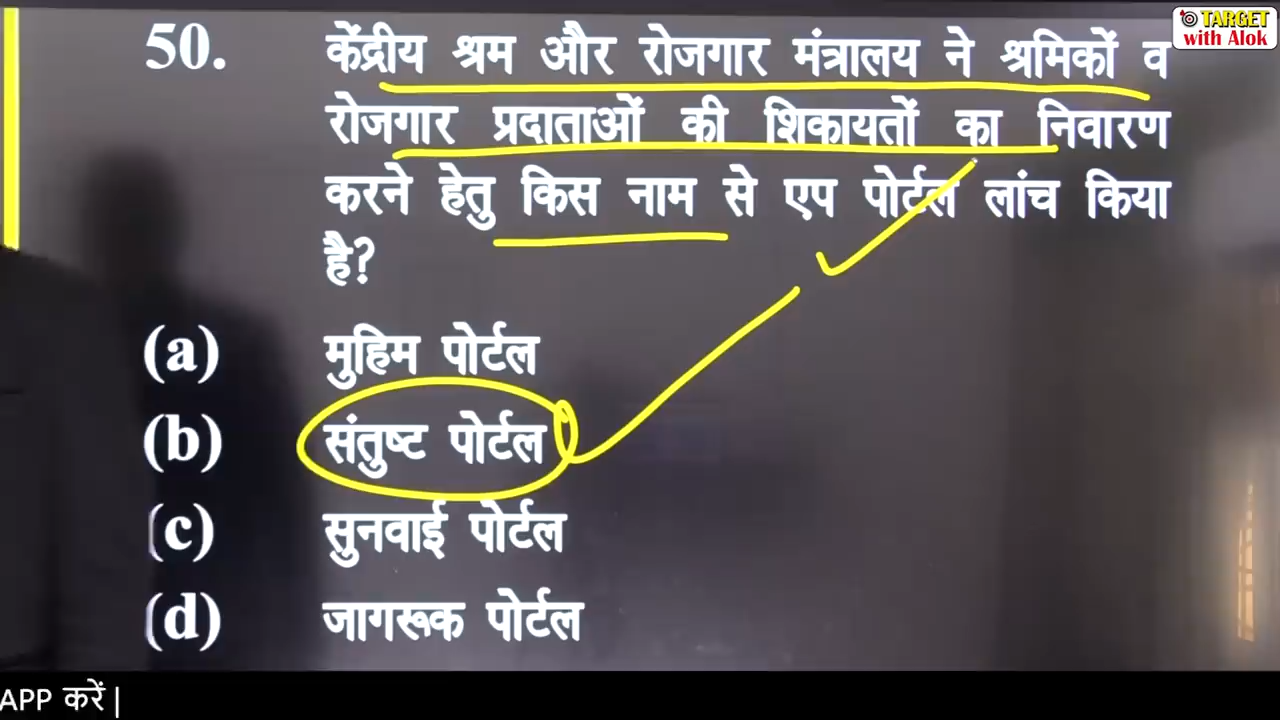 TARGET
with Alok
50. केंद्रीय श्रम और रोजगार मंत्रालय ने श्रमिकों व
रोजगार प्रदाताओं की शिकायतों का निवारण
करने हेतु किस नाम से एप पोर्टल लांच किया
है?
(a) मुहिम पोर्टल
(b) संतुष्ट पोर्टल
(c) सुनवाई पोर्टल
(d) जागरूक पोर्टल
APP करें |